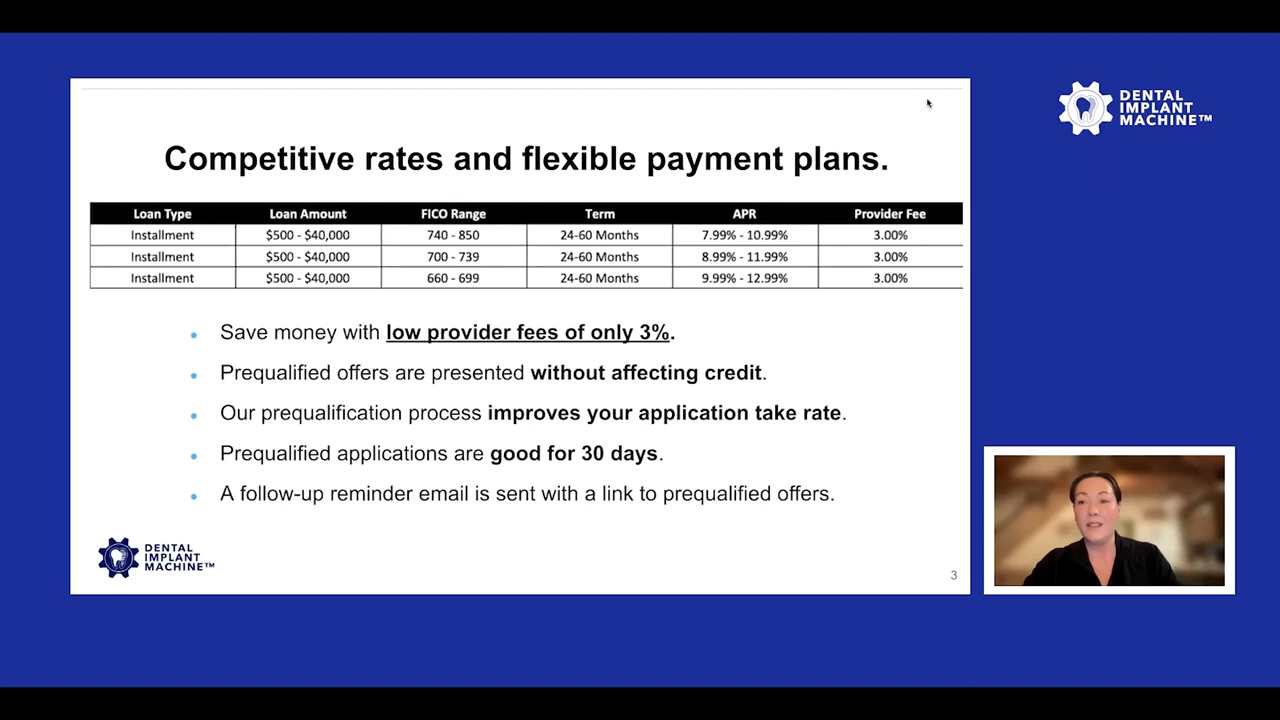 DENTAL
IMPLANT
MACHINE™
Competitive rates and flexible payment plans.
Loan Type Loan Amount FICO Range Term APR Provider Fee
Installment $500 - $40,000 740 - 850 24-60 Months 7.99% - 10.99% 3.00%
Installment $500 - $40,000 700 - 739 24-60 Months 8.99% - 11.99% 3.00%
Installment $500 - $40,000 660 - 699 24-60 Months 9.99% - 12.99% 3.00%
• Save money with low provider fees of only 3%.
• Prequalified offers are presented without affecting credit.
• Our prequalification process improves your application take rate.
• Prequalified applications are good for 30 days.
• A follow-up reminder email is sent with a link to prequalified offers.
DENTAL
IMPLANT
MACHINE™
3